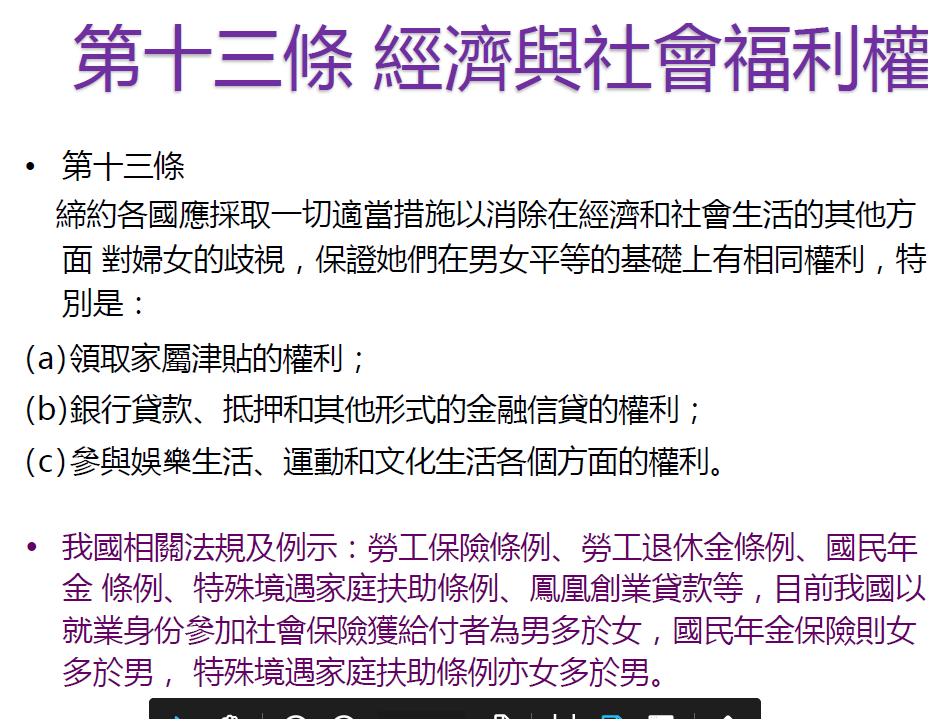 第十三條 經濟與社會福利權
• 第十三條
締約各國應採取一切適當措施以消除在經濟和社會生活的其他方
面 對婦女的歧視，保證她們在男女平等的基礎上有相同權利，特
別是：
(a)領取家屬津貼的權利；
(b)銀行貸款、抵押和其他形式的金融信貸的權利；
(c)參與娛樂生活、運動和文化生活各個方面的權利。
• 我國相關法規及例示：勞工保險條例、勞工退休金條例、國民年
金 條例、特殊境遇家庭扶助條例、鳳凰創業貸款等，目前我國以
就業身份參加社會保險獲給付者為男多於女，國民年金保險則女
多於男， 特殊境遇家庭扶助條例亦女多於男。